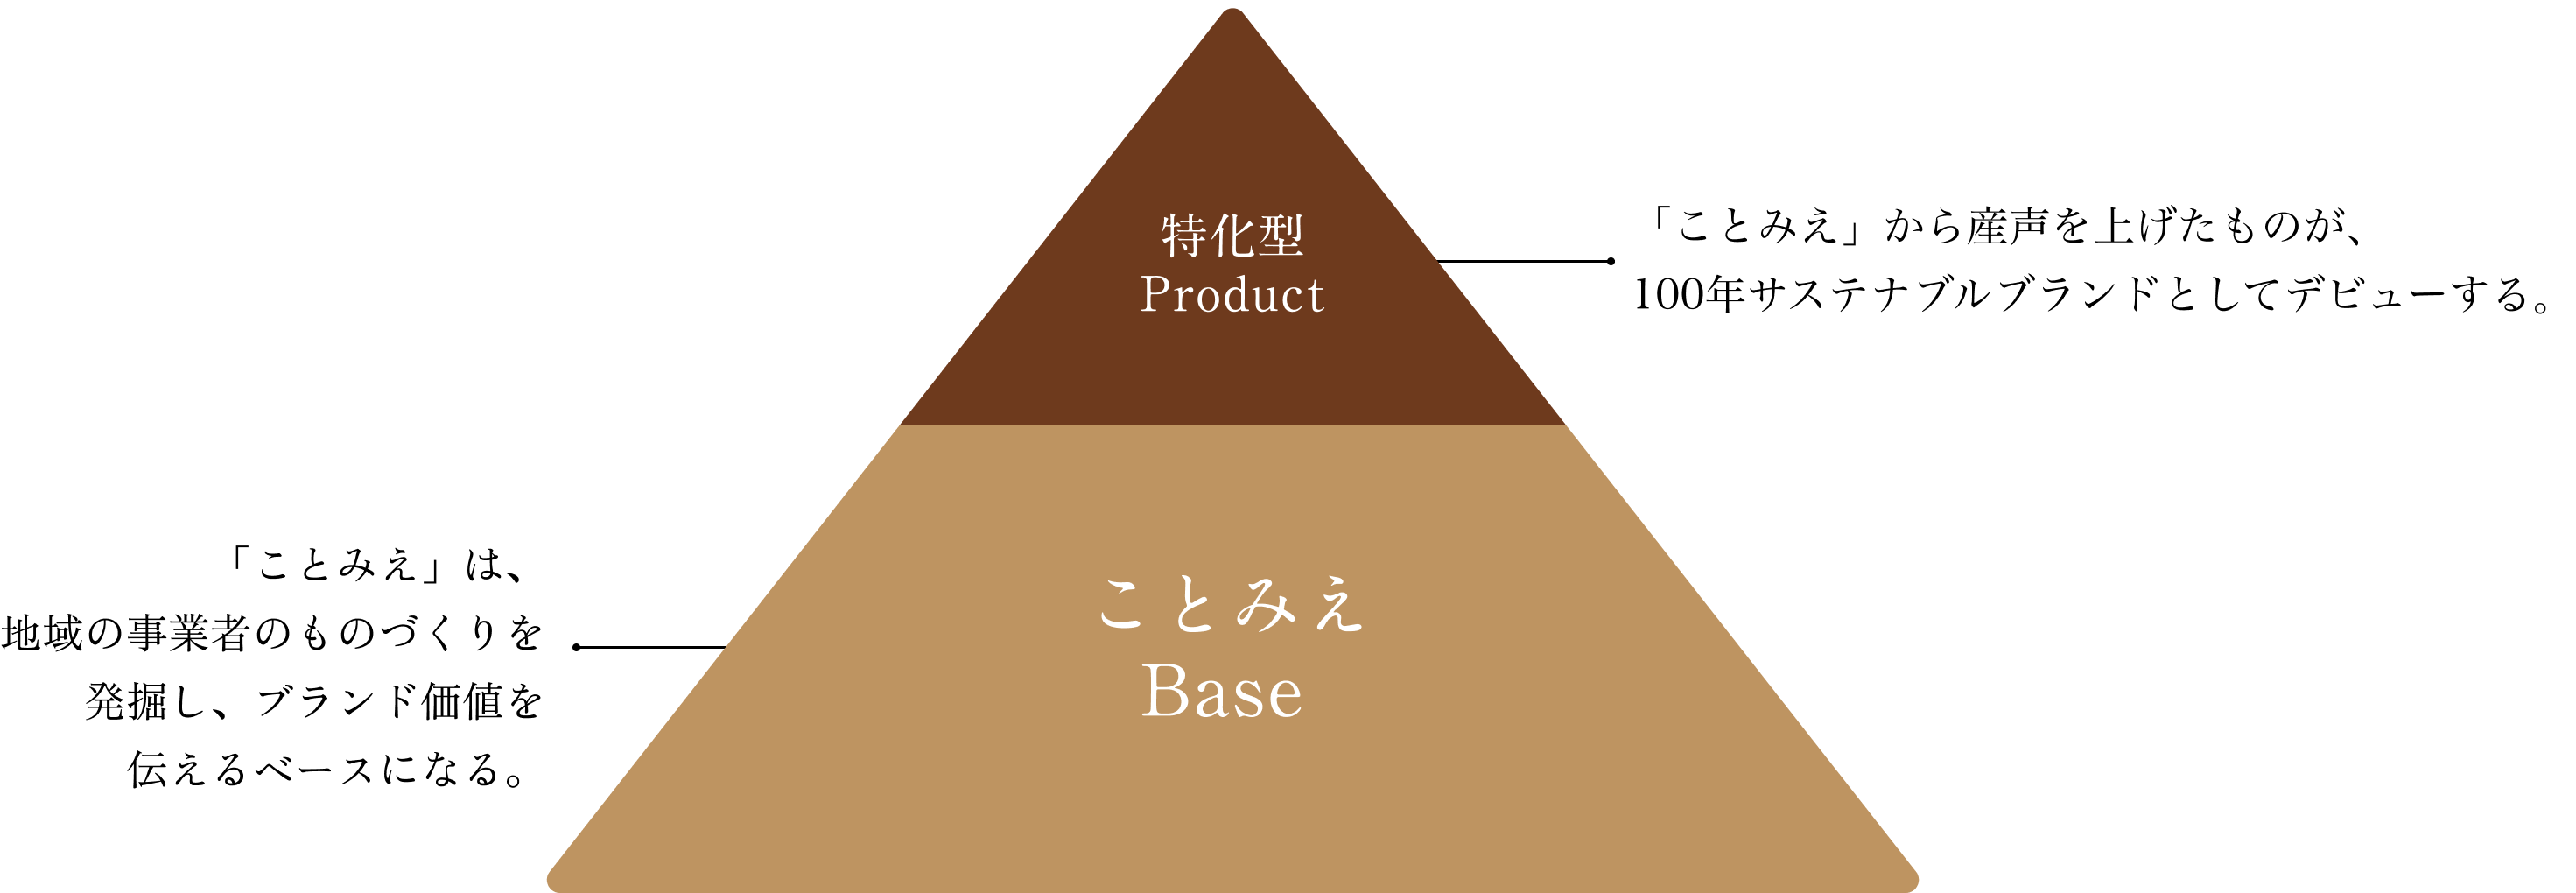 特化型
Product
「ことみえ」から産声を上げたものが、
100年サステナブルブランドとしてデビューする。
ことみえ
Base
「ことみえ」は、
地域の事業者のものづくりを
発掘し、ブランド価値を
伝えるベースになる。